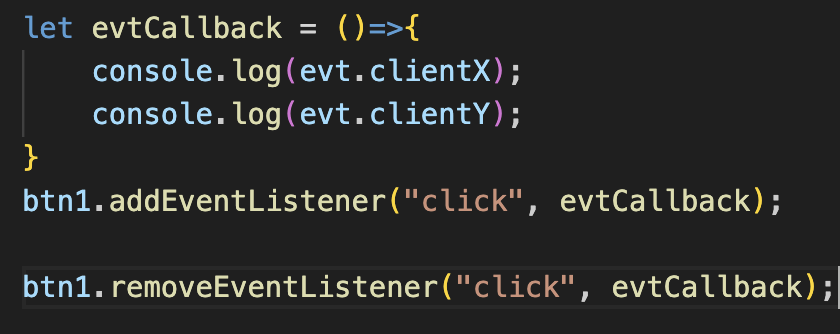 let evtCallback = ()=>{
    console.log(evt.clientX);
    console.log(evt.clientY);
}
btn1.addEventListener("click", evtCallback);
btn1.removeEventListener("click", evtCallback);